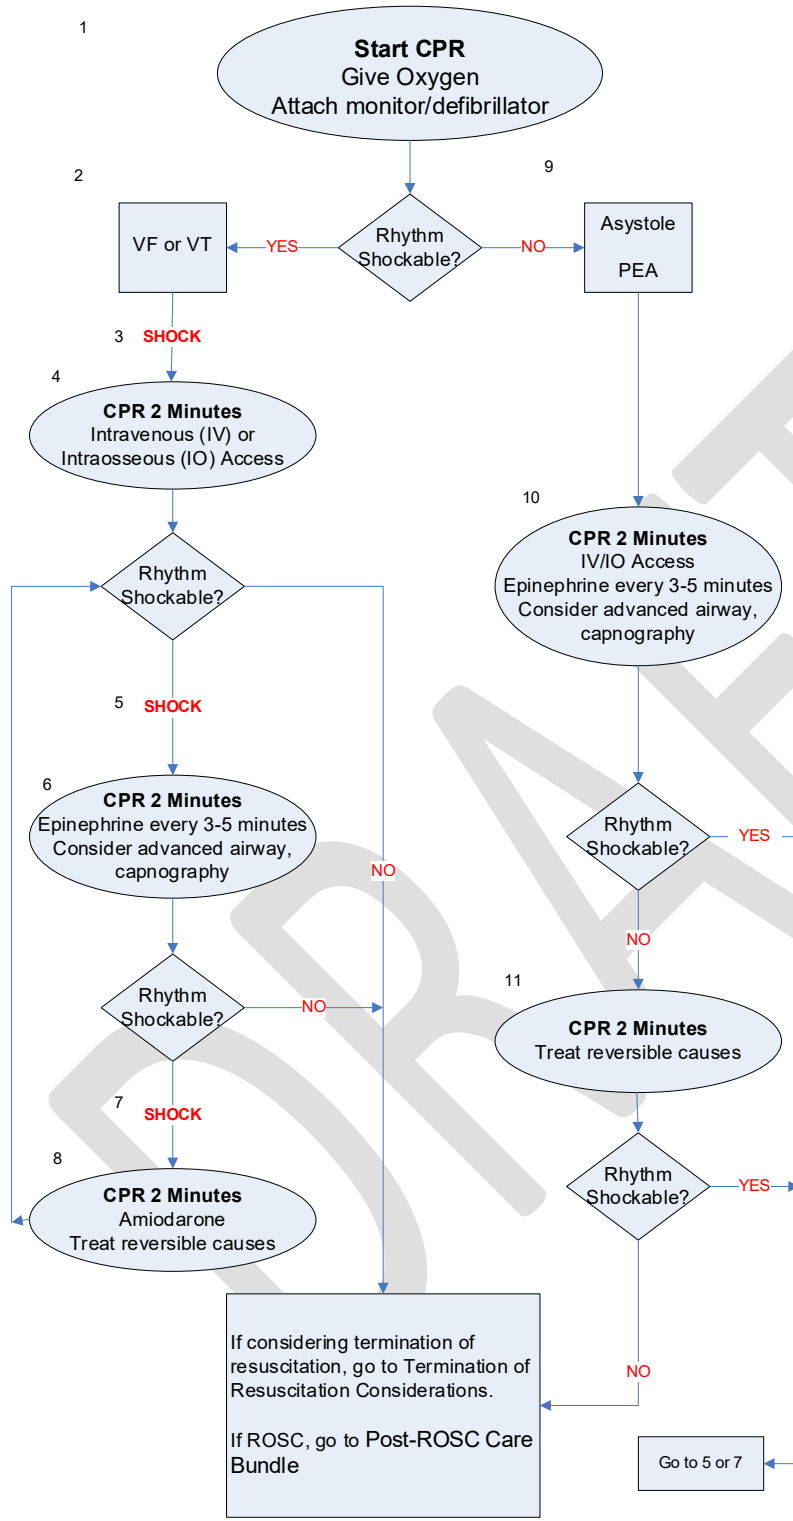 1
Start CPR
Give Oxygen
Attach monitor/defibrillator
2
9
VF or VT
YES
Rhythm
Shockable?
NO
Asystole
PEA
3
SHOCK
4
CPR 2 Minutes
Intravenous (IV) or
Intraosseous (IO) Access
Rhythm
Shockable?
5
SHOCK
6
CPR 2 Minutes
Epinephrine every 3-5 minutes
Consider advanced airway,
capnography
NO
Rhythm
Shockable?
NO
7
SHOCK
8
CPR 2 Minutes
Amiodarone
Treat reversible causes
10
CPR 2 Minutes
IV/IO Access
Epinephrine every 3-5 minutes
Consider advanced airway,
capnography
Rhythm
Shockable?
YES
NO
11
CPR 2 Minutes
Treat reversible causes
Rhythm
Shockable?
YES
NO
If considering termination of
resuscitation, go to Termination of
Resuscitation Considerations.
If ROSC, go to Post-ROSC Care
Bundle
Go to 5 or 7
DRAFT